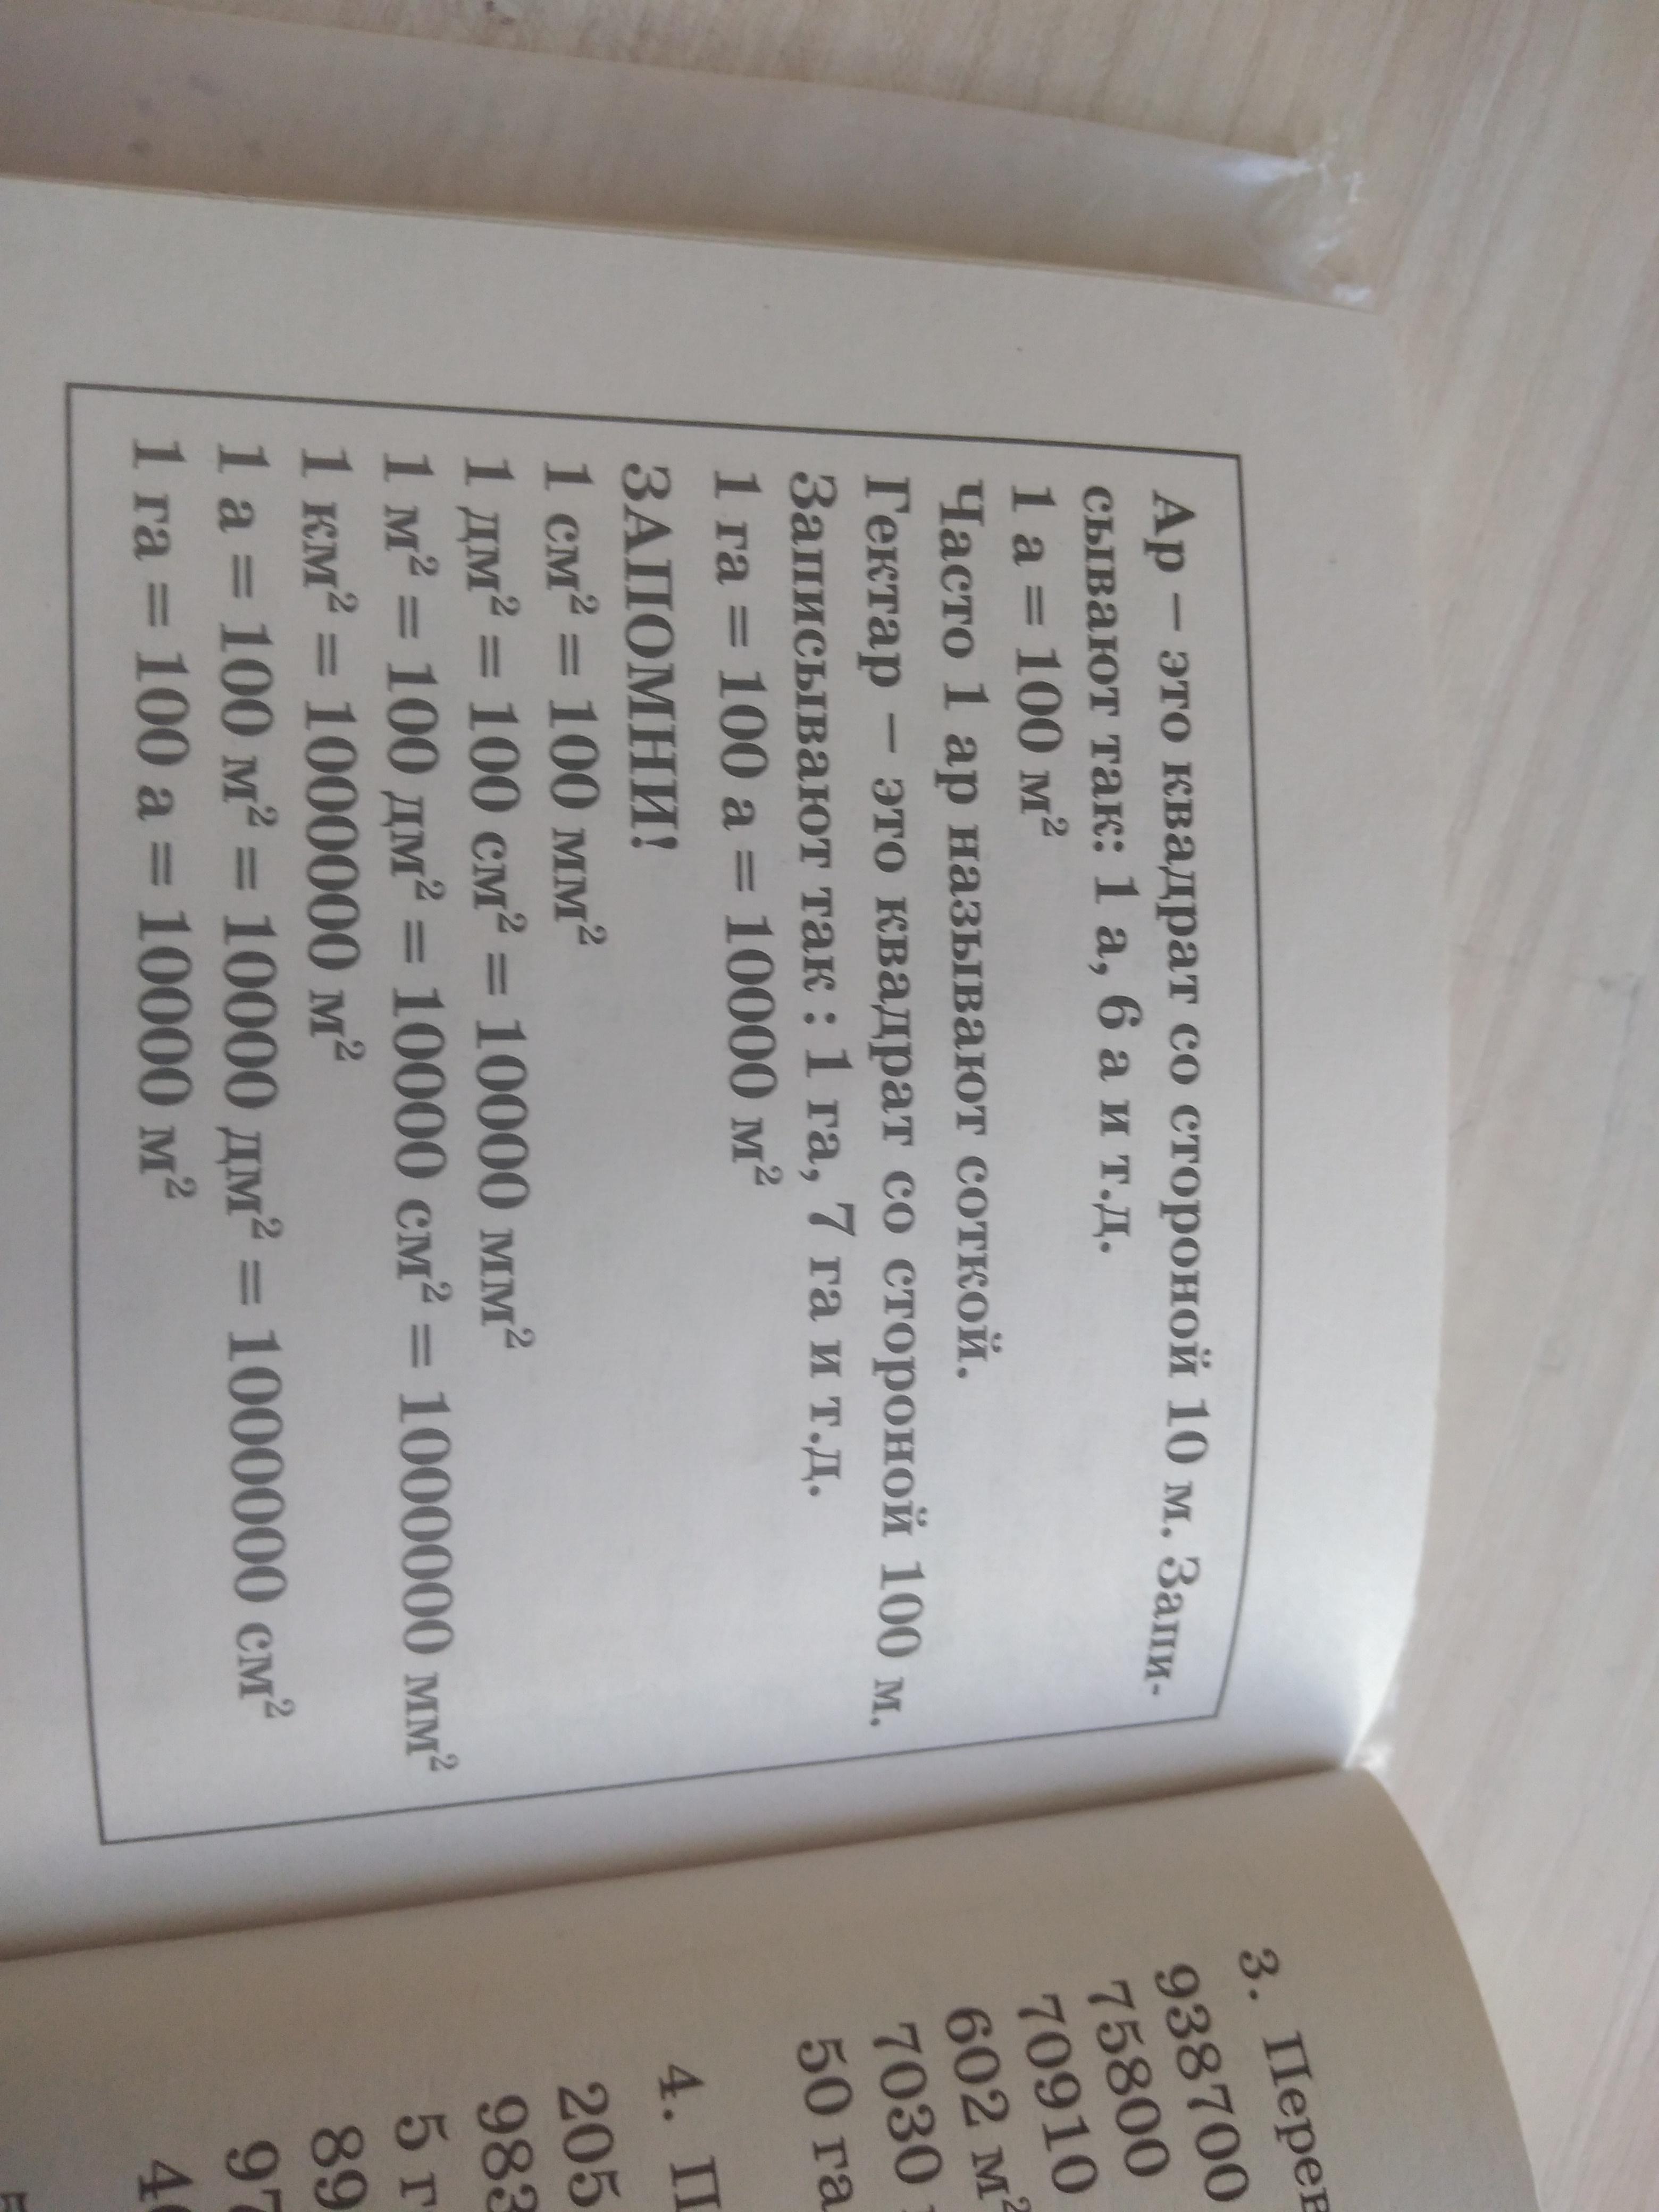 Ар – это квадрат со стороной 10 м. Запи-
сывают так: 1 а, 6 а и т.д.
1 а = 100 м²
Часто 1 ар называют соткой.
Гектар – это квадрат со стороной 100 м.
Записывают так : 1 га, 7 га и т.д.
1 га = 100 а = 10000 м²
ЗАПОМНИ!
1 см² = 100 мм²
1 дм² = 100 см² = 10000 мм²
1 м² = 100 дм² = 10000 см² = 1000000 мм²
1 км² = 1000000 м²
1 а = 100 м² = 10000 дм² = 1000000 см²
1 га = 100 а = 10000 м²
3.
938700
75800
70910
602 м²
7030
50 га
4.
205
983
5
89
97